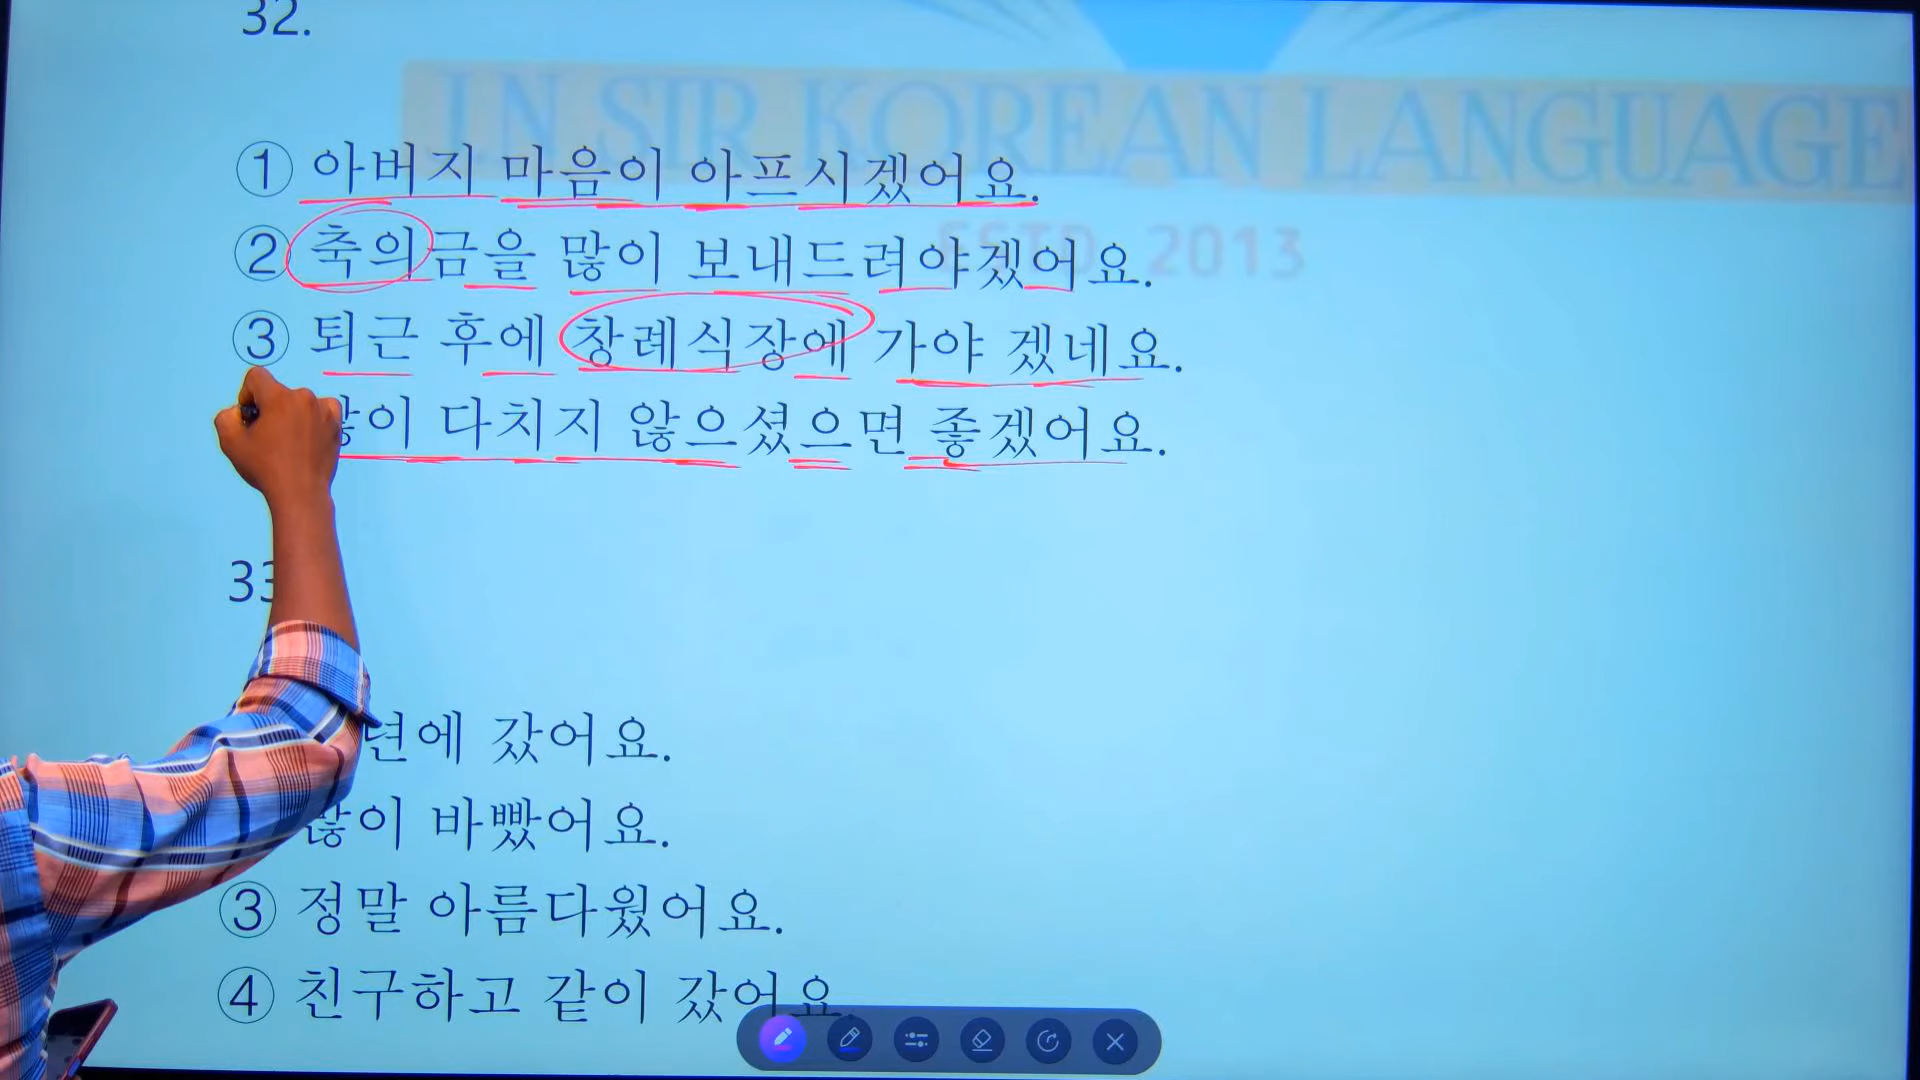 32.
IN SIR KOREAN LANGUAGE
ESTD 2013
① 아버지 마음이 아프시겠어요.
② 축의금을 많이 보내드려야겠어요.
③ 퇴근 후에 창례식장에 가야 겠네요.
많이 다치지 않으셨으면 좋겠어요.
33
년에 갔어요.
많이 바빴어요.
③ 정말 아름다웠어요.
④ 친구하고 같이 갔어요.